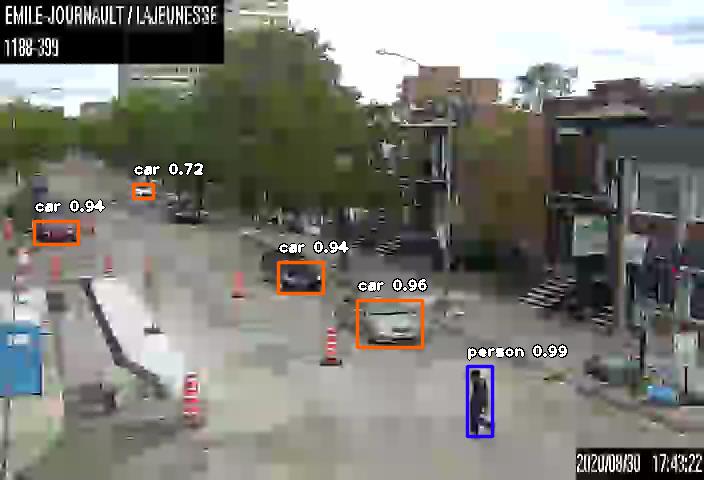 EMILE-JOURNAULT / LAJEUNESSE
1188-399
car 0.72
car 0.94
car 0.94
car 0.96
person 0.99
2020/08/30 17:43:22